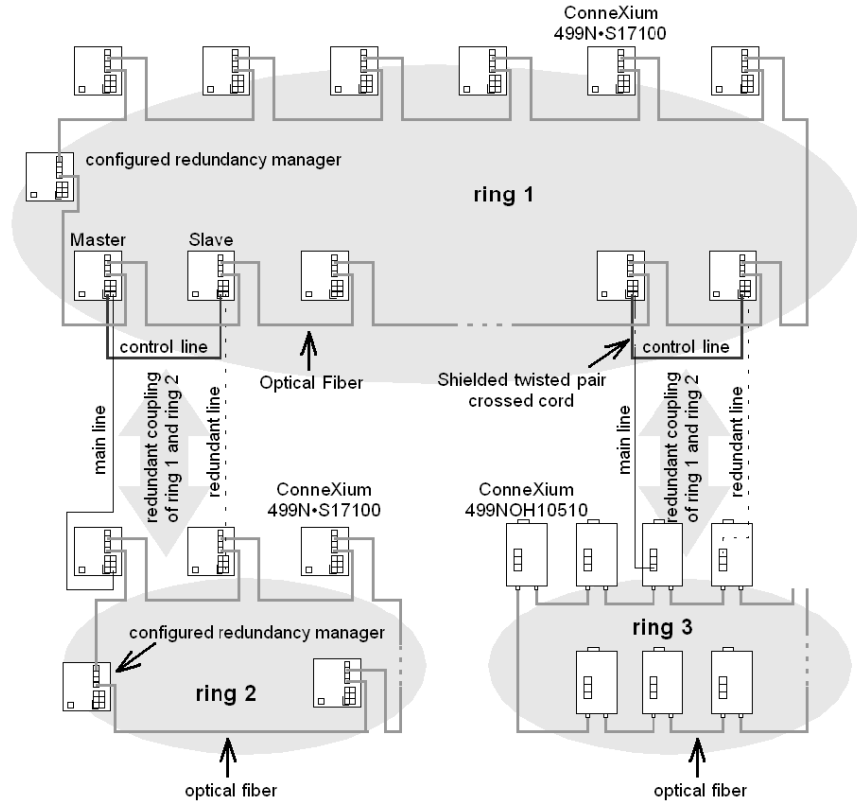 ConneXium
499N•S17100
configured redundancy manager
ring 1
Master
Slave
control line
control line
Optical Fiber
Shielded twisted pair
crossed cord
main line
redundant coupling
of ring 1 and ring 2
redundant line
main line
redundant coupling
of ring 1 and ring 2
redundant line
ConneXium
499N•S17100
ConneXium
499NOH10510
configured redundancy manager
ring 2
ring 3
optical fiber
optical fiber